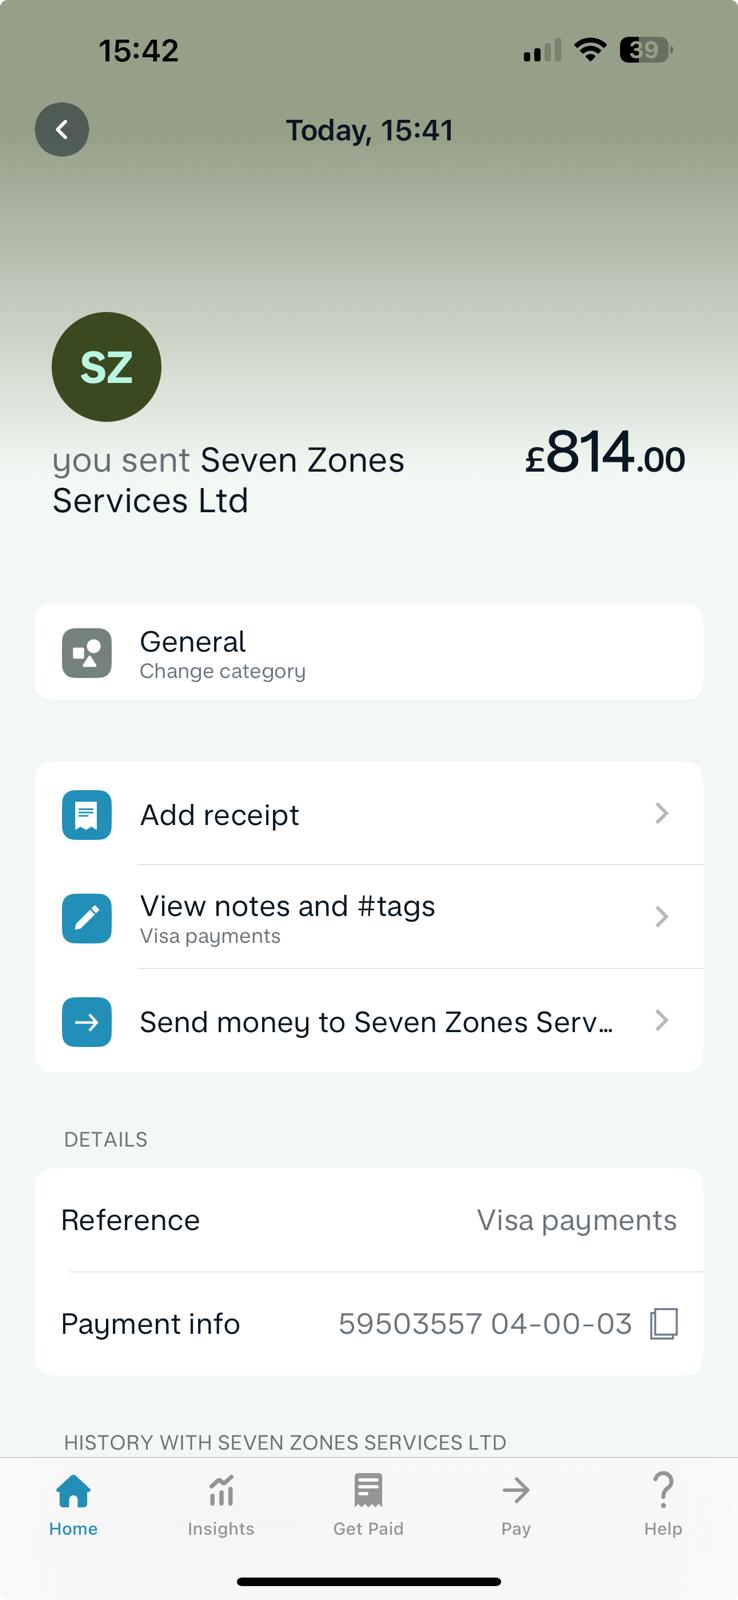 15:42
39
Today, 15:41
SZ
you sent Seven Zones
Services Ltd
£814.00
General
Change category
Add receipt
View notes and #tags
Visa payments
Send money to Seven Zones Serv...
DETAILS
Reference
Visa payments
Payment info
59503557 04-00-03
HISTORY WITH SEVEN ZONES SERVICES LTD
Home
Insights
Get Paid
Pay
Help